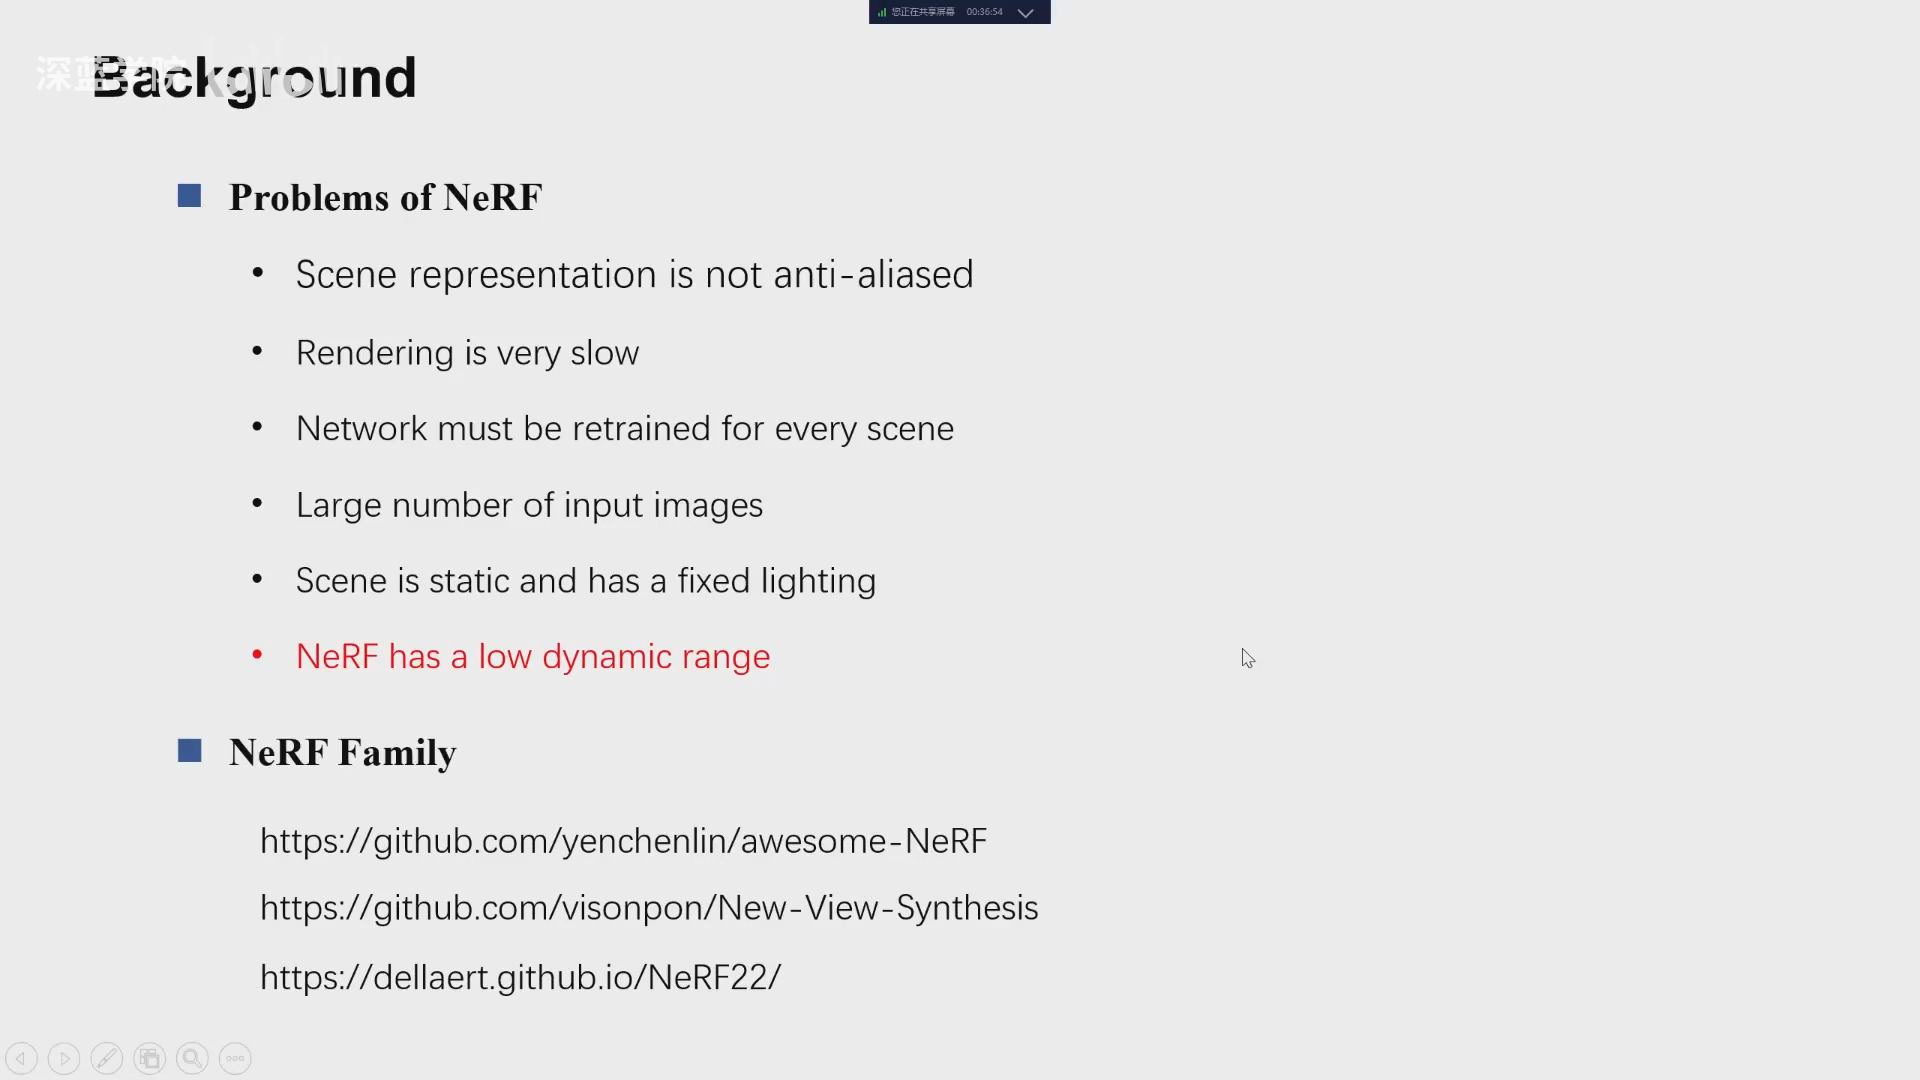 您正在共享屏幕 00:36:54
深蓝学院 bilibili
Background
Problems of NeRF
• Scene representation is not anti-aliased
• Rendering is very slow
• Network must be retrained for every scene
• Large number of input images
• Scene is static and has a fixed lighting
• NeRF has a low dynamic range
NeRF Family
https://github.com/yenchenlin/awesome-NeRF
https://github.com/visonpon/New-View-Synthesis
https://dellaert.github.io/NeRF22/